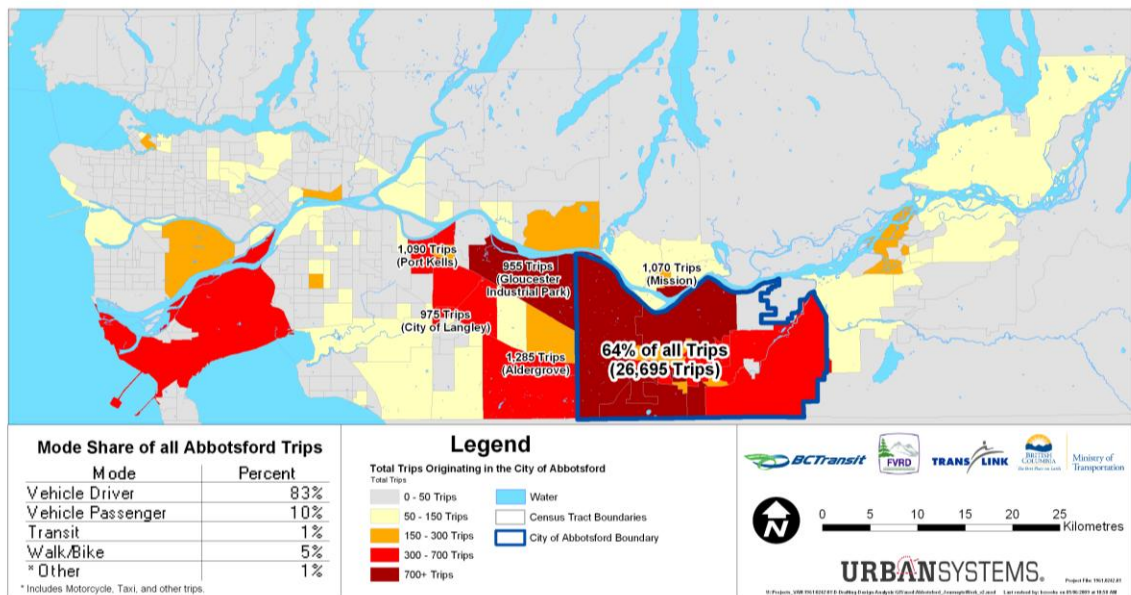 1,090 Trips
(Port Kells)
955 Trips
(Gloucester
Industrial Park)
1,070 Trips
(Mission)
975 Trips
(City of Langley)
1,285 Trips
(Aldergrove)
64% of all Trips
(26,695 Trips)
Mode Share of all Abbotsford Trips
Mode Percent
Vehicle Driver 83%
Vehicle Passenger 10%
Transit 1%
Walk/Bike 5%
* Other 1%
* Includes Motorcycle, Taxi, and other trips.
Legend
Total Trips Originating in the City of Abbotsford
Total Trips
0 - 50 Trips
50 - 150 Trips
150 - 300 Trips
300 - 700 Trips
700+ Trips
Water
Census Tract Boundaries
City of Abbotsford Boundary
BCTransit
FVRD
TRANSLINK
BRITISH
COLUMBIA
Ministry of
Transportation
N
0 5 10 15 20 25
Kilometres
URBANSYSTEMS.